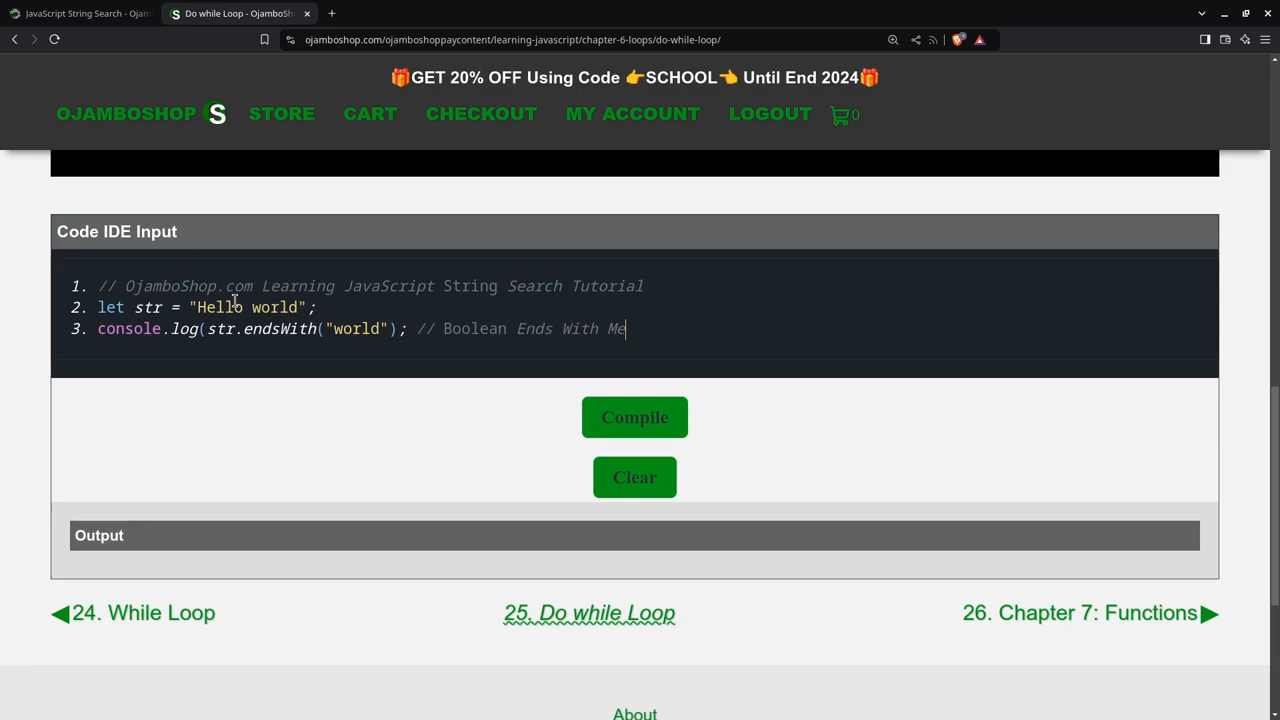 JavaScript String Search - Ojam
Do while Loop - OjamboSh
ojamboshop.com/ojamboshoppaycontent/learning-javascript/chapter-6-loops/do-while-loop/
🎁GET 20% OFF Using Code 👉SCHOOL👈 Until End 2024🎁
OJAMBOSHOP S STORE CART CHECKOUT MY ACCOUNT LOGOUT 0
Code IDE Input
1. // OjamboShop.com Learning JavaScript String Search Tutorial
2. let str = "Hello world";
3. console.log(str.endsWith("world"); // Boolean Ends With Me
Compile
Clear
Output
◀24. While Loop 25. Do while Loop 26. Chapter 7: Functions▶
About